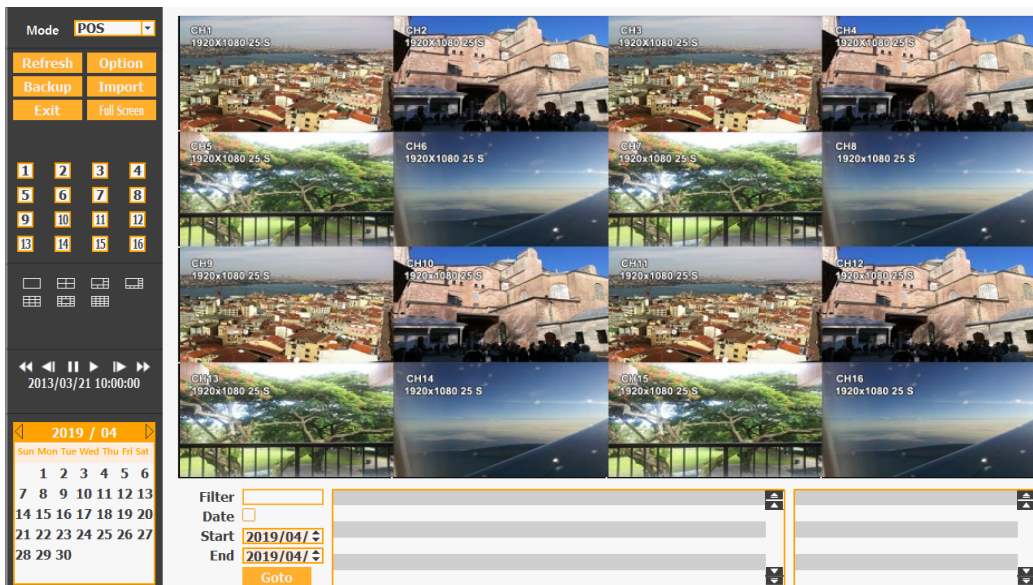 Mode POS
Refresh Option
Backup Import
Exit Full Screen
1 2 3 4
5 6 7 8
9 10 11 12
13 14 15 16
2013/03/21 10:00:00
2019 / 04
Sun Mon Tue Wed Thu Fri Sat
1 2 3 4 5 6
7 8 9 10 11 12 13
14 15 16 17 18 19 20
21 22 23 24 25 26 27
28 29 30
CH1 CH2 CH3 CH4
1920X1080 25 S 1920X1080 25 S 1920X1080 25 S 1920X1080 25 S
CH5 CH6 CH7 CH8
1920X1080 25 S 1920X1080 25 S 1920x1080 25 S 1920x1080 25 S
CH9 CH10 CH11 CH12
1920x1080 25 S 1920x1080 25 S 1920x1080 25 S 1920x1080 25 S
CH13 CH14 CH15 CH16
1920x1080 25 S 1920x1080 25 S 1920x1080 25 S 1920x1080 25 S
Filter
Date
Start 2019/04/
End 2019/04/
Goto